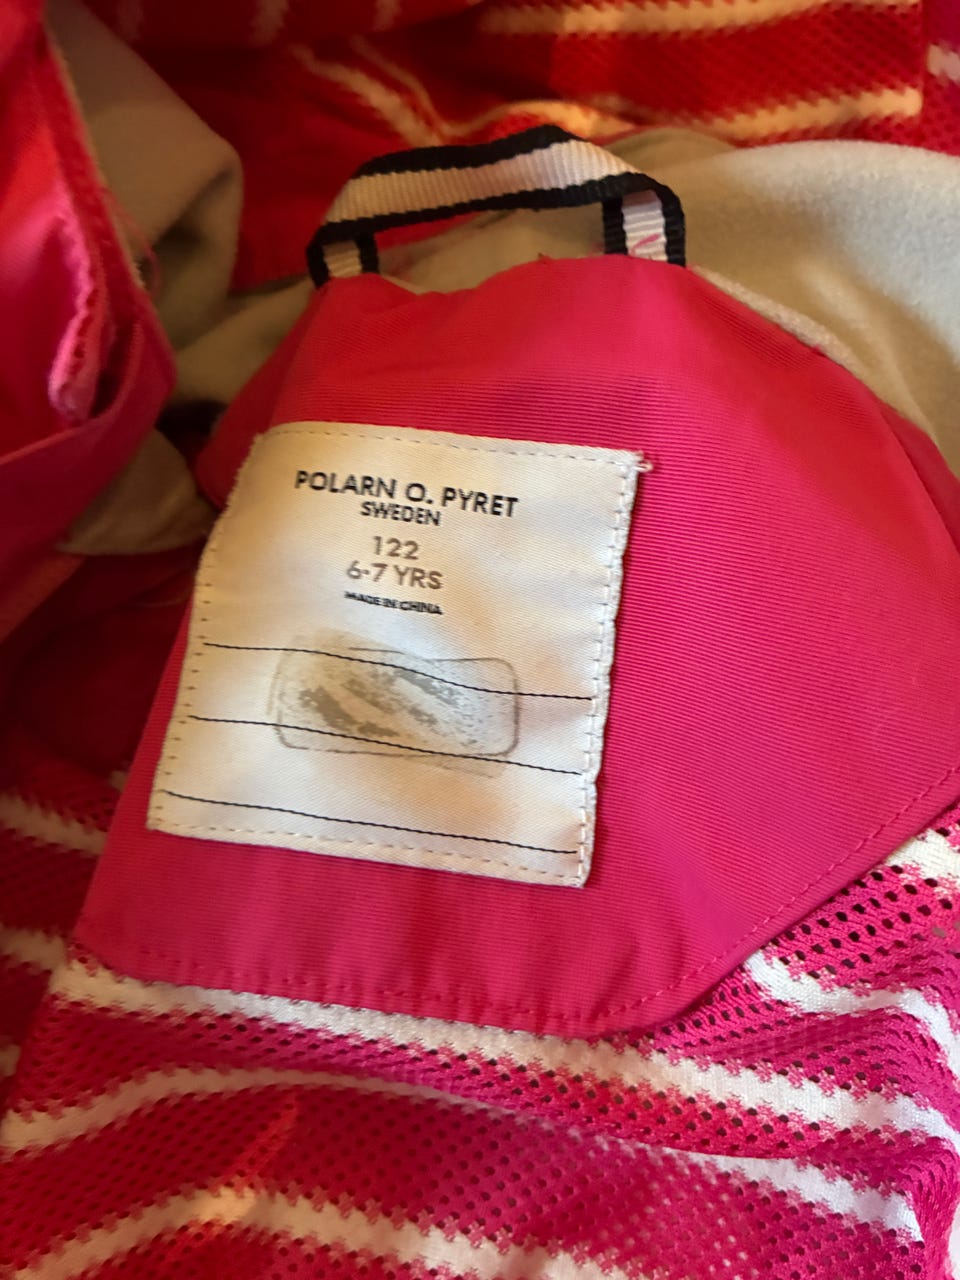 POLARN O. PYRET
SWEDEN
122
6-7 YRS
MADE IN CHINA